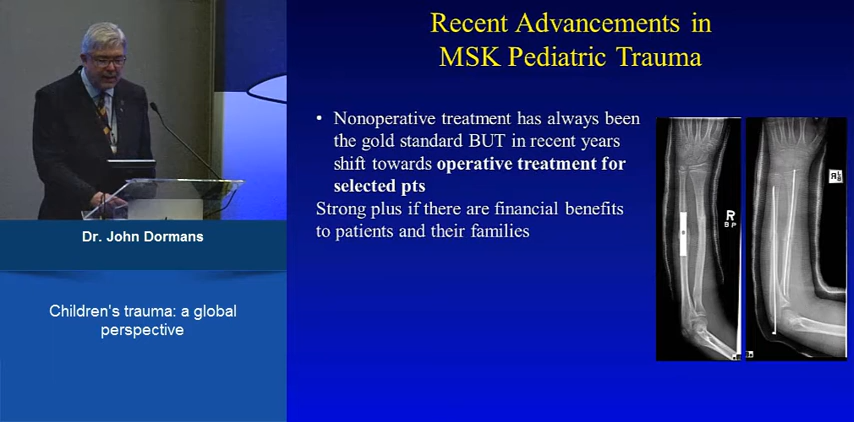 Recent Advancements in
MSK Pediatric Trauma
• Nonoperative treatment has always been
the gold standard BUT in recent years
shift towards operative treatment for
selected pts
Strong plus if there are financial benefits
to patients and their families
R
B P
R
Dr. John Dormans
Children's trauma: a global
perspective